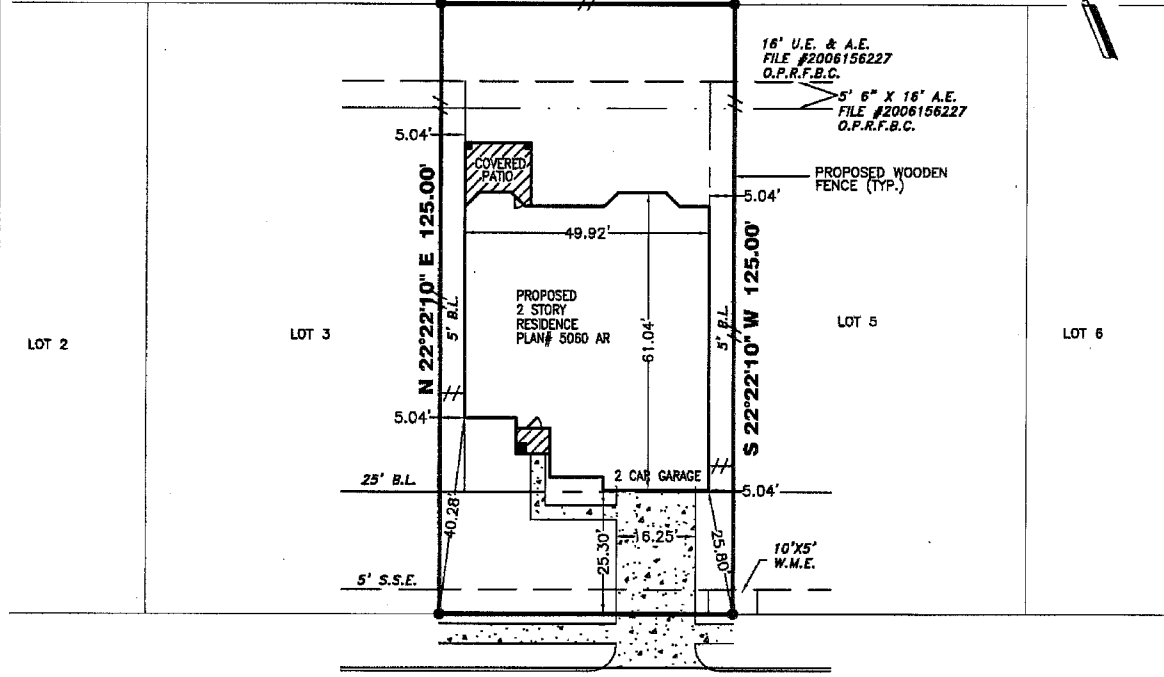 16' U.E. & A.E.
FILE #2006156227
O.P.R.F.B.C.
5' 6" X 16' A.E.
FILE #2006156227
O.P.R.F.B.C.
5.04'
COVERED
PATIO
PROPOSED WOODEN
FENCE (TYP.)
5.04'
49.92'
N 22°22'10" E 125.00'
S 22°22'10" W 125.00'
5' B.L.
5' B.L.
PROPOSED
2 STORY
RESIDENCE
PLAN# 5060 AR
61.04'
LOT 2
LOT 3
LOT 5
LOT 6
5.04'
2 CAR GARAGE
25' B.L.
5.04'
40.28'
25.30'
16.25'
25.80'
10'X5'
W.M.E.
5' S.S.E.